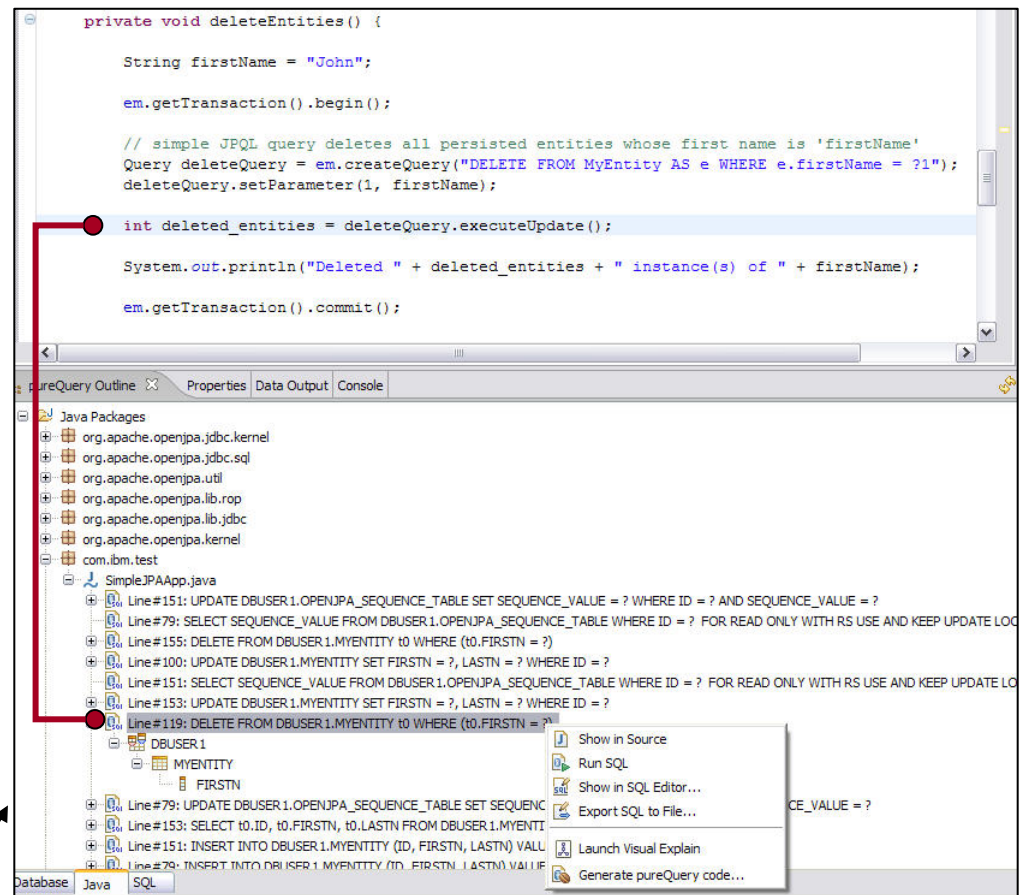 private void deleteEntities() {
String firstName = "John";
em.getTransaction().begin();
// simple JPQL query deletes all persisted entities whose first name is 'firstName'
Query deleteQuery = em.createQuery("DELETE FROM MyEntity AS e WHERE e.firstName = ?1");
deleteQuery.setParameter(1, firstName);
int deleted_entities = deleteQuery.executeUpdate();
System.out.println("Deleted " + deleted_entities + " instance(s) of " + firstName);
em.getTransaction().commit();
pureQuery Outline Properties Data Output Console
Java Packages
org.apache.openjpa.jdbc.kernel
org.apache.openjpa.jdbc.sql
org.apache.openjpa.util
org.apache.openjpa.lib.rop
org.apache.openjpa.lib.jdbc
org.apache.openjpa.kernel
com.ibm.test
SimpleJPAApp.java
Line#151: UPDATE DBUSER1.OPENJPA_SEQUENCE_TABLE SET SEQUENCE_VALUE = ? WHERE ID = ? AND SEQUENCE_VALUE = ?
Line#79: SELECT SEQUENCE_VALUE FROM DBUSER1.OPENJPA_SEQUENCE_TABLE WHERE ID = ? FOR READ ONLY WITH RS USE AND KEEP UPDATE LOC
Line#155: DELETE FROM DBUSER1.MYENTITY t0 WHERE (t0.FIRSTN = ?)
Line#100: UPDATE DBUSER1.MYENTITY SET FIRSTN = ?, LASTN = ? WHERE ID = ?
Line#151: SELECT SEQUENCE_VALUE FROM DBUSER1.OPENJPA_SEQUENCE_TABLE WHERE ID = ? FOR READ ONLY WITH RS USE AND KEEP UPDATE LO
Line#153: UPDATE DBUSER1.MYENTITY SET FIRSTN = ?, LASTN = ? WHERE ID = ?
Line#119: DELETE FROM DBUSER1.MYENTITY t0 WHERE (t0.FIRSTN = ?)
DBUSER1
MYENTITY
FIRSTN
Show in Source
Run SQL
Show in SQL Editor...
Export SQL to File...
Launch Visual Explain
Generate pureQuery code...
Line#79: UPDATE DBUSER1.OPENJPA_SEQUENCE_TABLE SET SEQUENC CE_VALUE = ?
Line#153: SELECT t0.ID, t0.FIRSTN, t0.LASTN FROM DBUSER1.MYENTI
Line#151: INSERT INTO DBUSER1.MYENTITY (ID, FIRSTN, LASTN) VALU
Line#79: INSERT INTO DBUSER1.MYENTITY (ID, FIRSTN, LASTN) VALUE
Database Java SQL